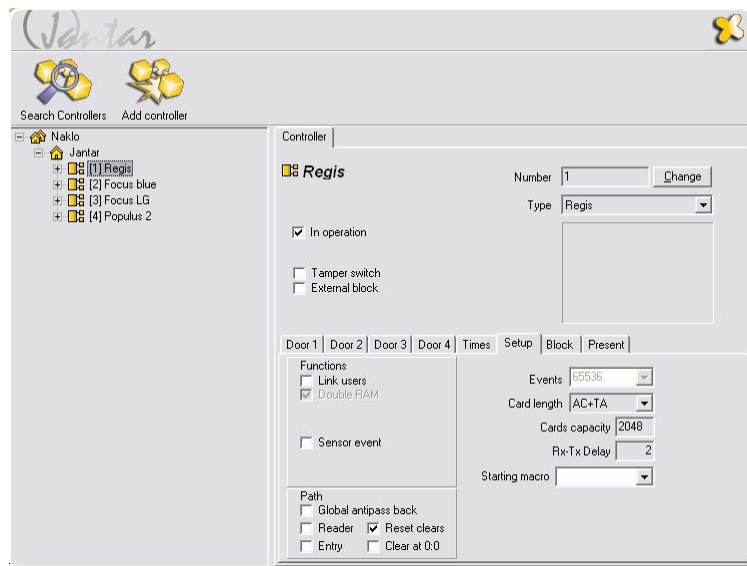 Jantar
Search Controllers Add controller
Naklo
Jantar
[1] Regis
[2] Focus blue
[3] Focus LG
[4] Populus 2
Controller
Regis
Number 1 Change
Type Regis
In operation
Tamper switch
External block
Door 1 Door 2 Door 3 Door 4 Times Setup Block Present
Functions
Link users
Double RAM
Sensor event
Events 65536
Card length AC+TA
Cards capacity 2048
Rx-Tx Delay 2
Starting macro
Path
Global antipass back
Reader Reset clears
Entry Clear at 0:0